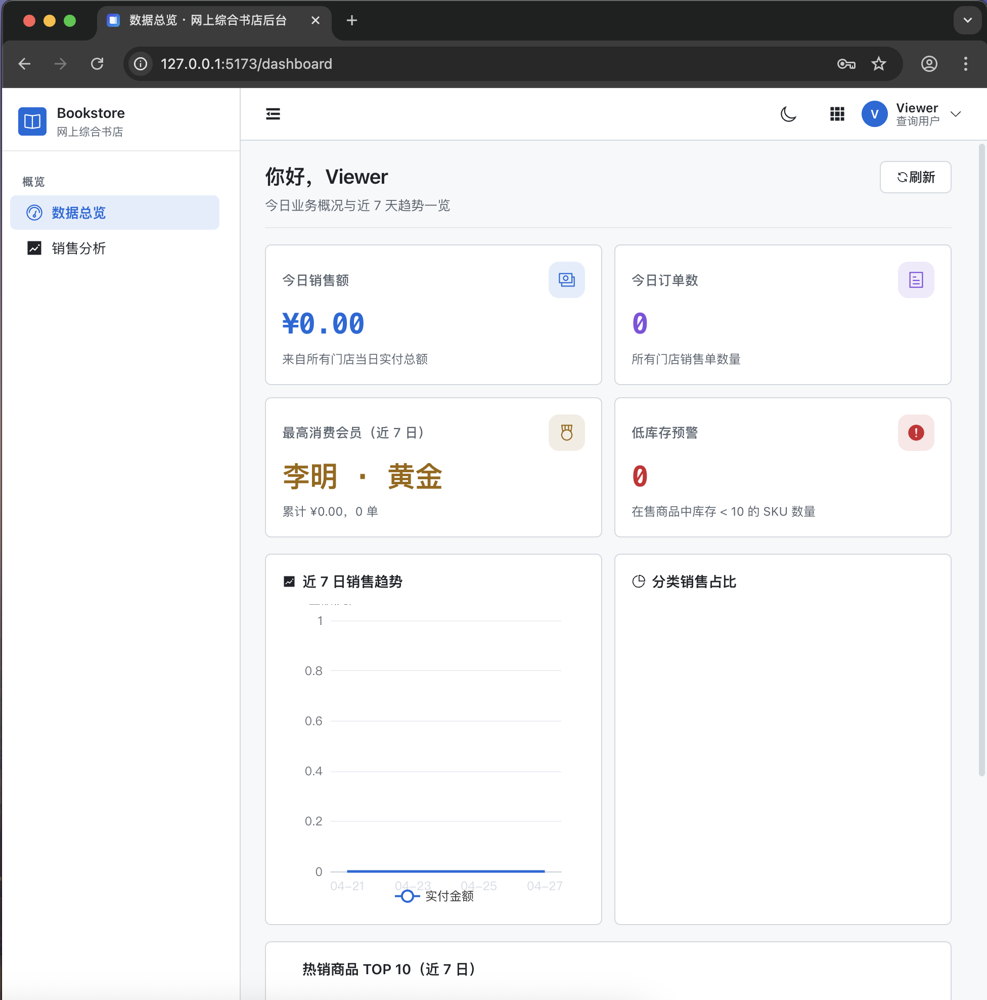 数据总览 · 网上综合书店后台
127.0.0.1:5173/dashboard
Bookstore
网上综合书店
V
Viewer
查询用户
概览
数据总览
销售分析
你好，Viewer
刷新
今日业务概况与近 7 天趋势一览
今日销售额
¥0.00
来自所有门店当日实付总额
今日订单数
0
所有门店销售单数量
最高消费会员（近 7 日）
李明 · 黄金
累计 ¥0.00，0 单
低库存预警
0
在售商品中库存 < 10 的 SKU 数量
近 7 日销售趋势
1
0.8
0.6
0.4
0.2
0
04-21 04-23 04-25 04-27
实付金额
分类销售占比
热销商品 TOP 10（近 7 日）